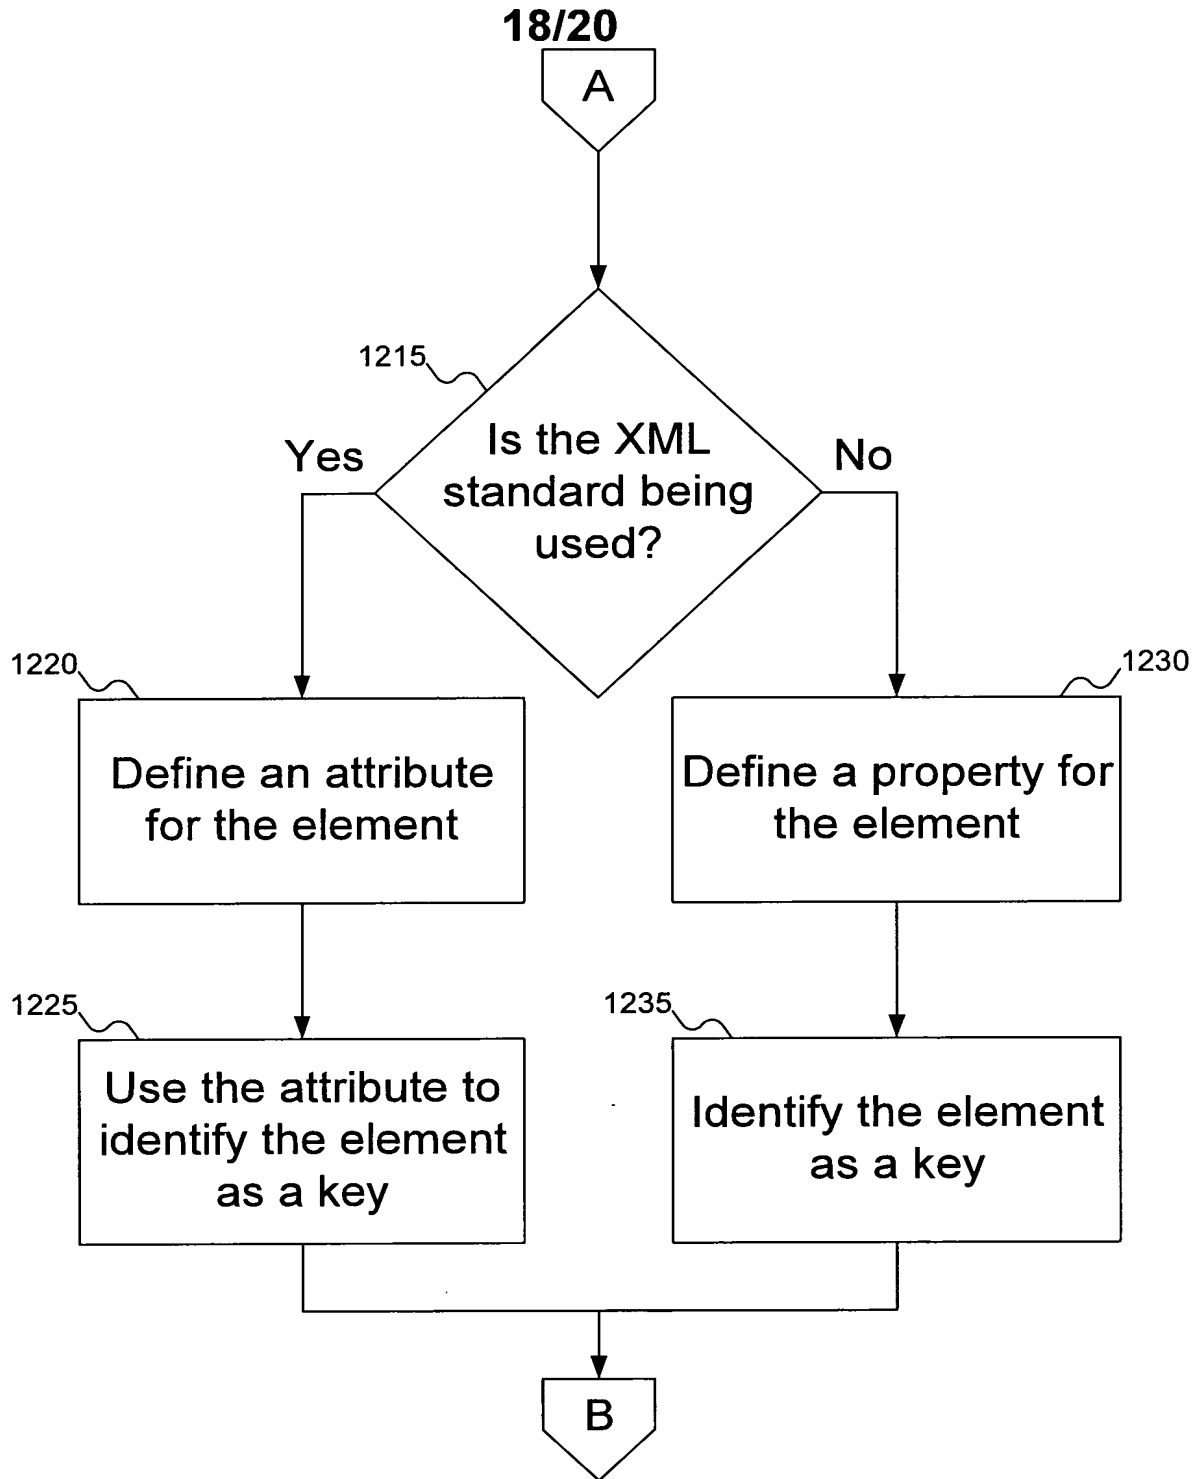 18/20
A
1215
Is the XML
standard being
used?
Yes
No
1220
Define an attribute
for the element
1230
Define a property for
the element
1225
Use the attribute to
identify the element
as a key
1235
Identify the element
as a key
B